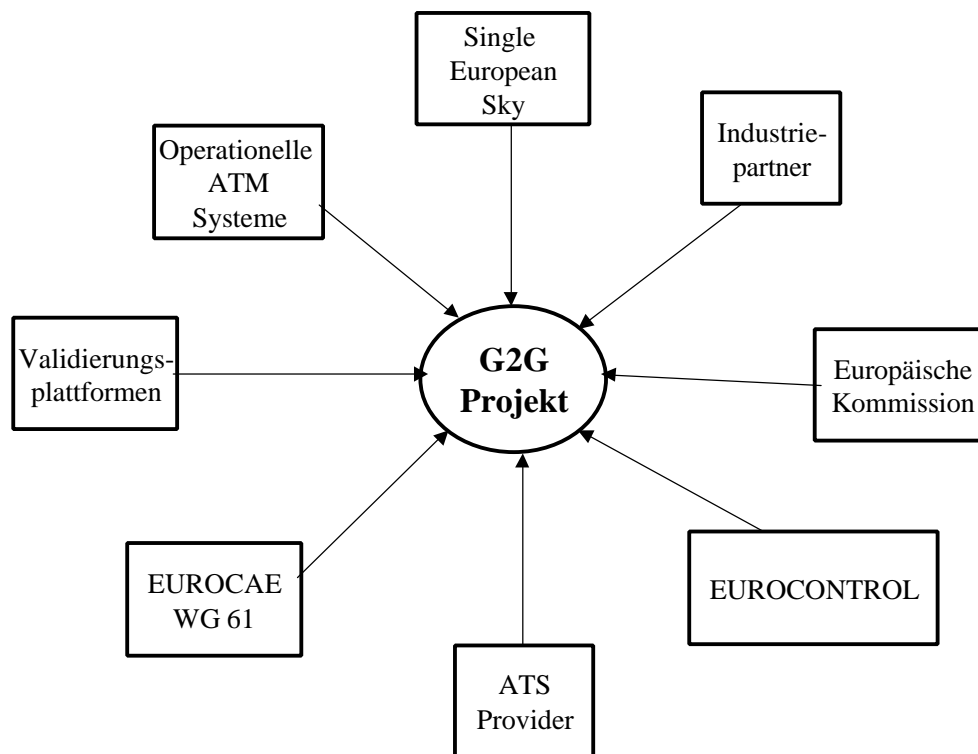 Single
European
Sky
Industrie-
partner
Operationelle
ATM
Systeme
G2G
Projekt
Validierungs-
plattformen
Europäische
Kommission
EUROCAE
WG 61
EUROCONTROL
ATS
Provider